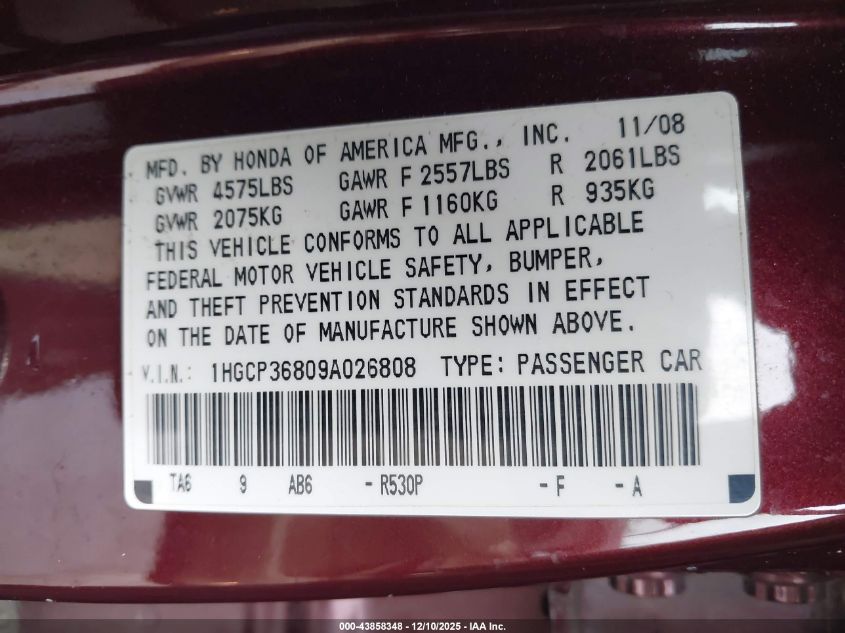 MFD. BY HONDA OF AMERICA MFG., INC. 11/08
GVWR 4575LBS GAWR F 2557LBS R 2061LBS
GVWR 2075KG GAWR F 1160KG R 935KG
THIS VEHICLE CONFORMS TO ALL APPLICABLE
FEDERAL MOTOR VEHICLE SAFETY, BUMPER,
AND THEFT PREVENTION STANDARDS IN EFFECT
ON THE DATE OF MANUFACTURE SHOWN ABOVE.
V.I.N.: 1HGCP36809A026808 TYPE: PASSENGER CAR
TA6 9 AB6 - R530P - F - A
000-43858348 - 12/10/2025 - IAA Inc.